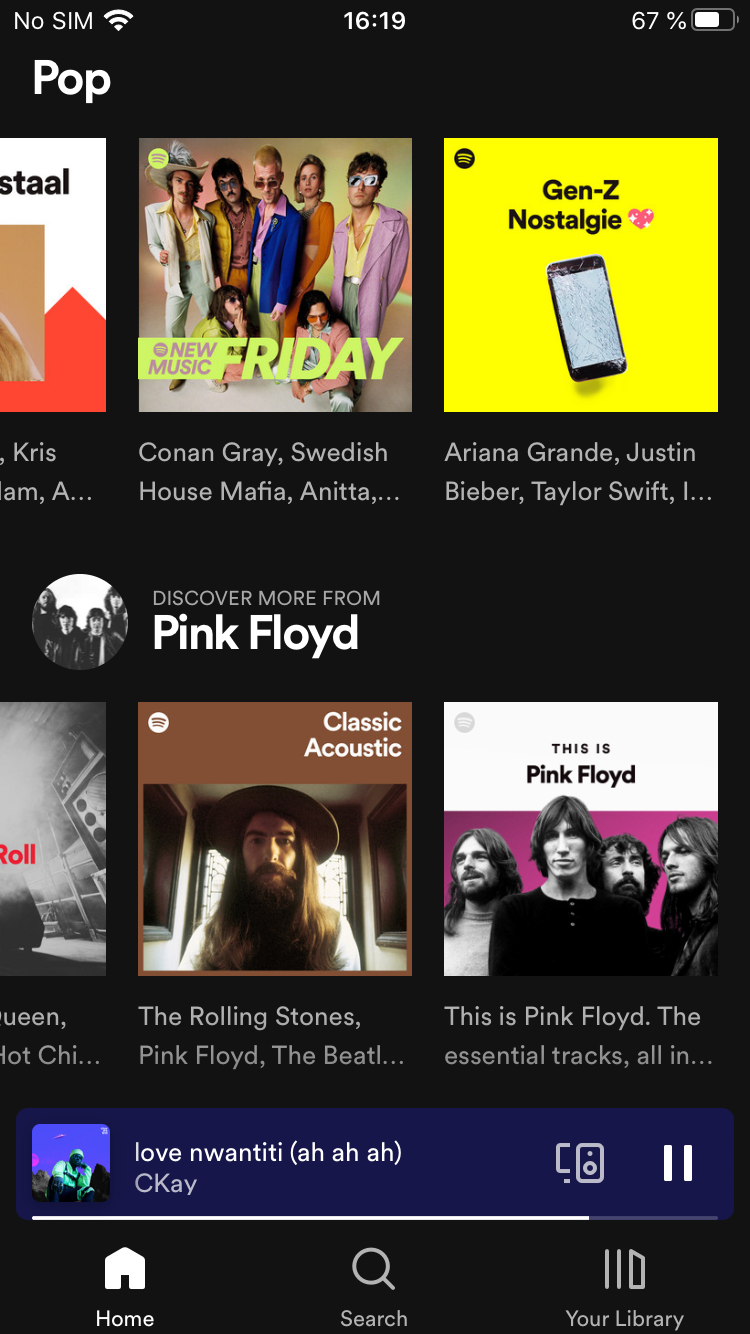 No SIM 16:19 67 %
Pop
staal
NEW
MUSIC
FRIDAY
Gen-Z
Nostalgie
, Kris
lam, A...
Conan Gray, Swedish
House Mafia, Anitta,...
Ariana Grande, Justin
Bieber, Taylor Swift, I...
DISCOVER MORE FROM
Pink Floyd
Roll
Classic
Acoustic
THIS IS
Pink Floyd
Queen,
Hot Chi...
The Rolling Stones,
Pink Floyd, The Beatl...
This is Pink Floyd. The
essential tracks, all in...
love nwantiti (ah ah ah)
CKay
Home
Search
Your Library